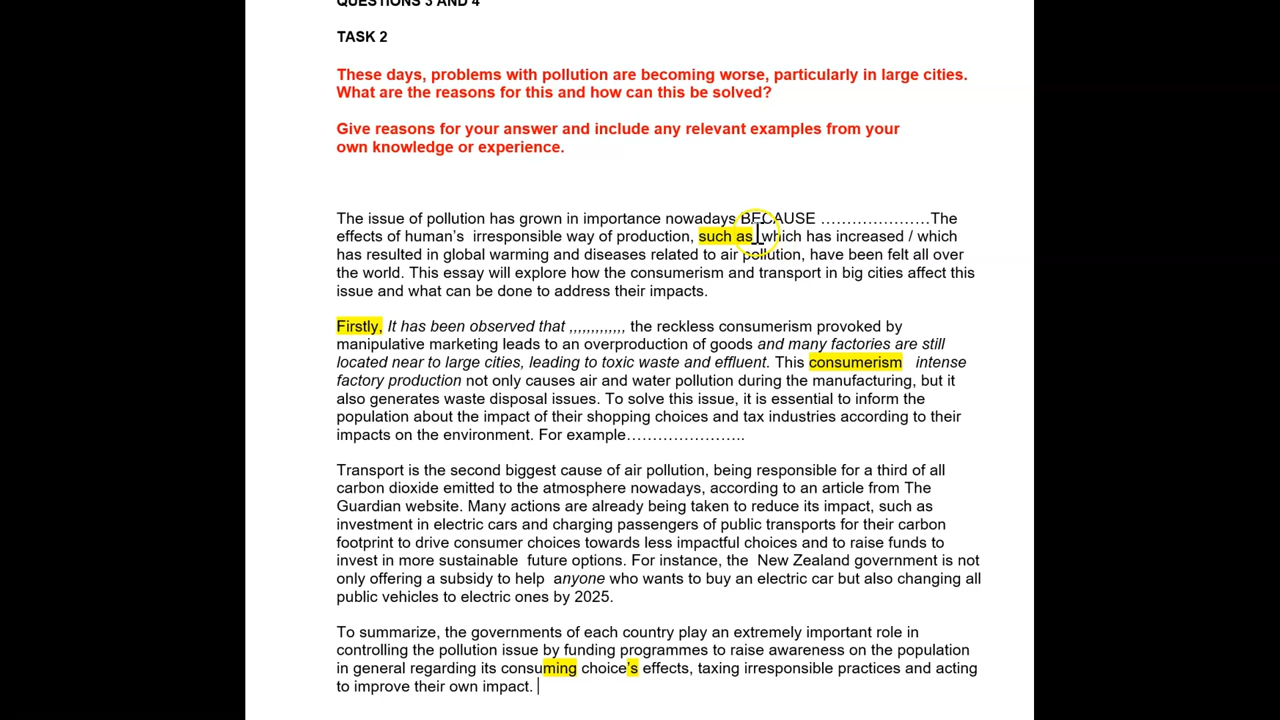 QUESTIONS 3 AND 4
TASK 2
These days, problems with pollution are becoming worse, particularly in large cities.
What are the reasons for this and how can this be solved?
Give reasons for your answer and include any relevant examples from your
own knowledge or experience.
The issue of pollution has grown in importance nowadays BECAUSE …………………The
effects of human’s  irresponsible way of production, such as  which has increased / which
has resulted in global warming and diseases related to air pollution, have been felt all over
the world. This essay will explore how the consumerism and transport in big cities affect this
issue and what can be done to address their impacts.
Firstly, It has been observed that ,,,,,,,,,,,,, the reckless consumerism provoked by
manipulative marketing leads to an overproduction of goods and many factories are still
located near to large cities, leading to toxic waste and effluent. This consumerism   intense
factory production not only causes air and water pollution during the manufacturing, but it
also generates waste disposal issues. To solve this issue, it is essential to inform the
population about the impact of their shopping choices and tax industries according to their
impacts on the environment. For example…………………..
Transport is the second biggest cause of air pollution, being responsible for a third of all
carbon dioxide emitted to the atmosphere nowadays, according to an article from The
Guardian website. Many actions are already being taken to reduce its impact, such as
investment in electric cars and charging passengers of public transports for their carbon
footprint to drive consumer choices towards less impactful choices and to raise funds to
invest in more sustainable  future options. For instance, the  New Zealand government is not
only offering a subsidy to help  anyone who wants to buy an electric car but also changing all
public vehicles to electric ones by 2025.
To summarize, the governments of each country play an extremely important role in
controlling the pollution issue by funding programmes to raise awareness on the population
in general regarding its consuming choice’s effects, taxing irresponsible practices and acting
to improve their own impact.